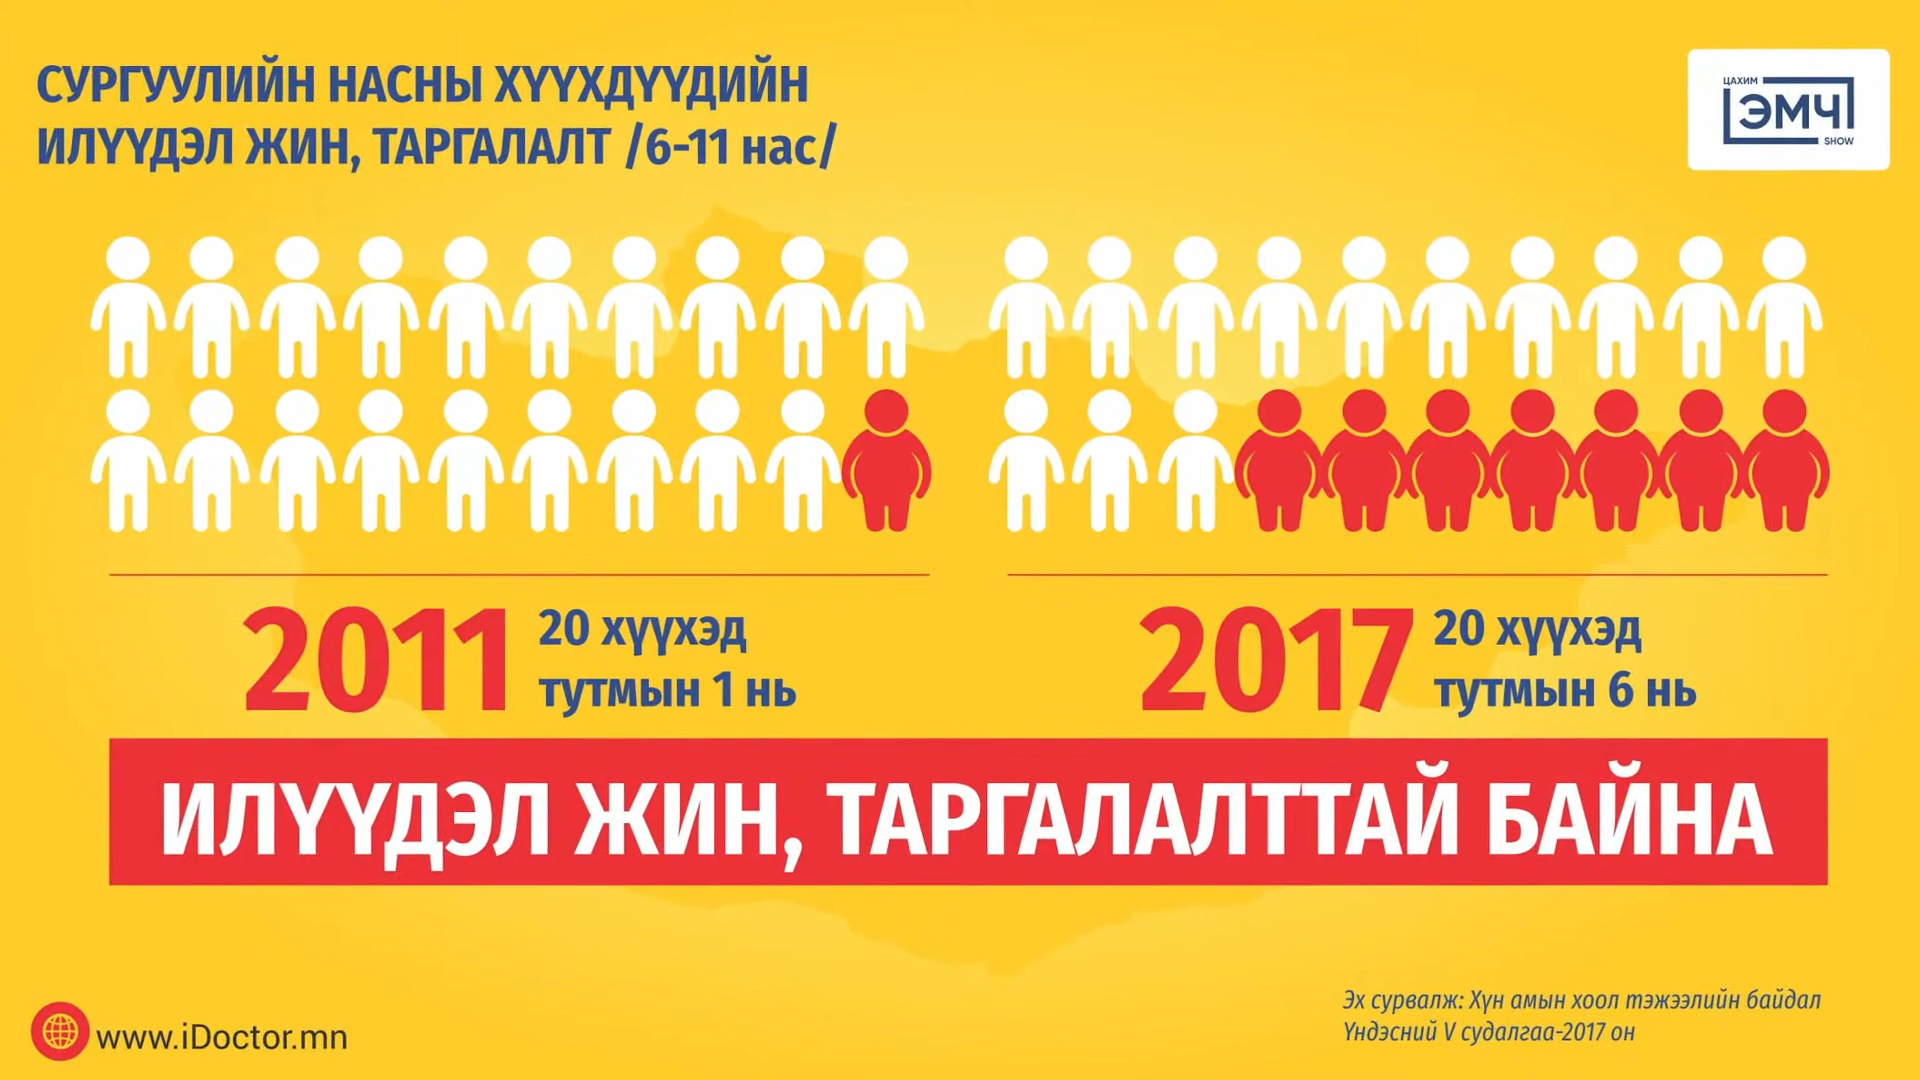 СУРГУУЛИЙН НАСНЫ ХҮҮХДҮҮДИЙН
ИЛҮҮДЭЛ ЖИН, ТАРГАЛАЛТ /6-11 нас/
ЦАХИМ
ЭМЧ
SHOW
2011
20 хүүхэд
тутмын 1 нь
2017
20 хүүхэд
тутмын 6 нь
ИЛҮҮДЭЛ ЖИН, ТАРГАЛАЛТТАЙ БАЙНА
www.iDoctor.mn
Эх сурвалж: Хүн амын хоол тэжээлийн байдал
Үндэсний V судалгаа-2017 он